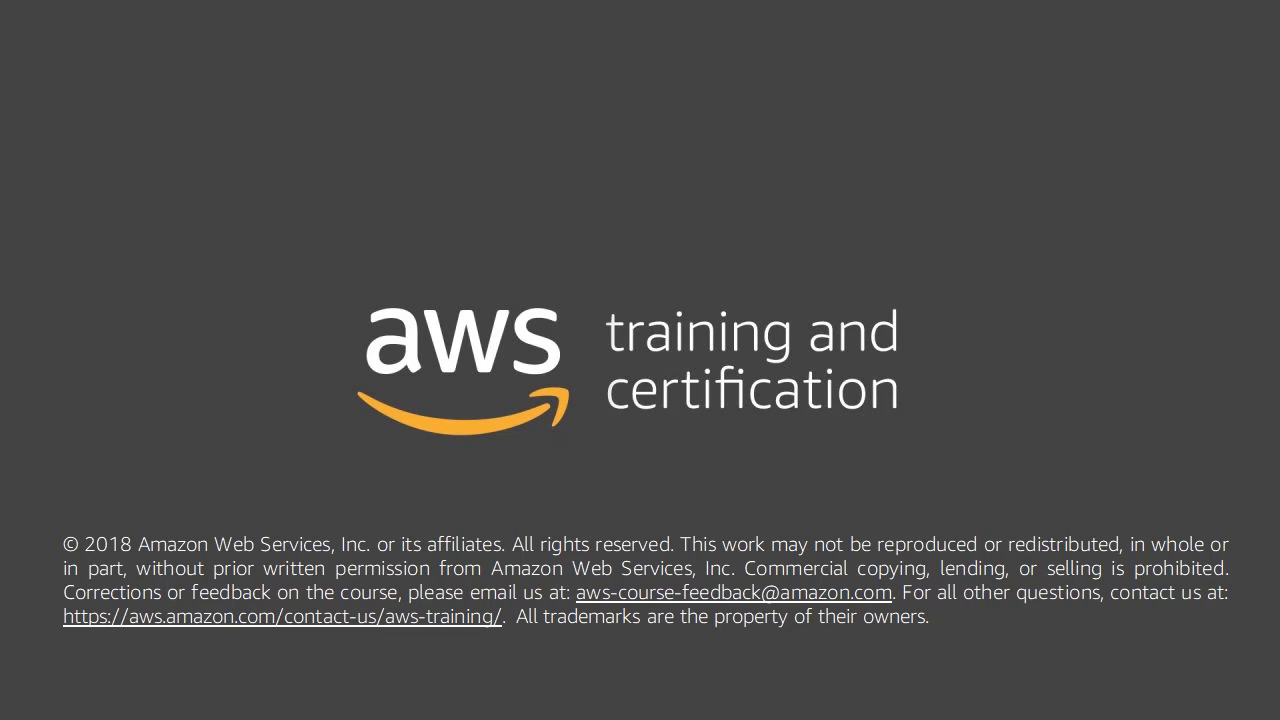 aws
training and
certification
© 2018 Amazon Web Services, Inc. or its affiliates. All rights reserved. This work may not be reproduced or redistributed, in whole or
in part, without prior written permission from Amazon Web Services, Inc. Commercial copying, lending, or selling is prohibited.
Corrections or feedback on the course, please email us at: aws-course-feedback@amazon.com. For all other questions, contact us at:
https://aws.amazon.com/contact-us/aws-training/. All trademarks are the property of their owners.